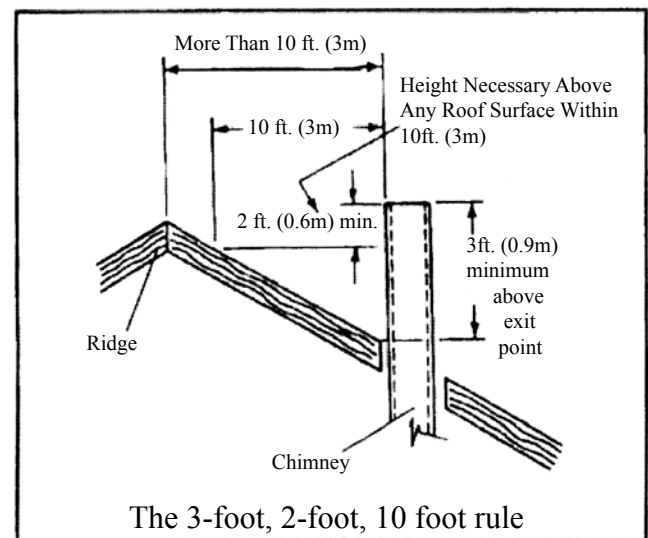 More Than 10 ft. (3m)
Height Necessary Above
Any Roof Surface Within
10ft. (3m)
10 ft. (3m)
2 ft. (0.6m) min.
3ft. (0.9m)
minimum
above
exit
point
Ridge
Chimney
The 3-foot, 2-foot, 10 foot rule